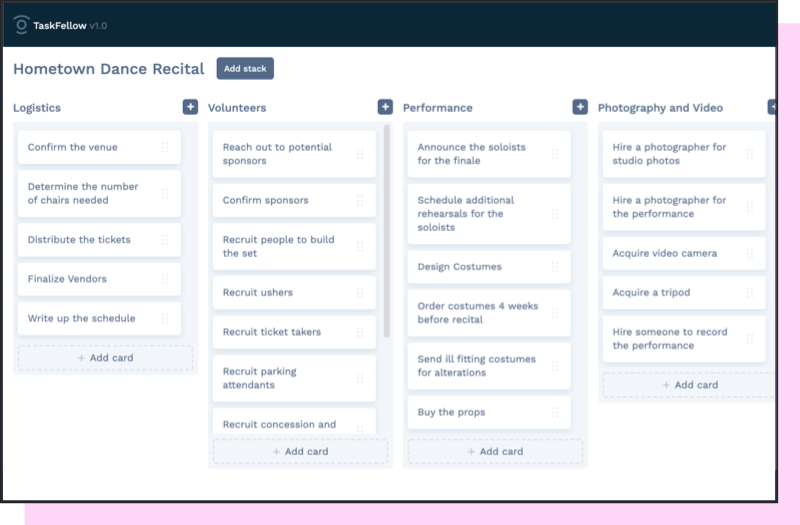 TaskFellow v1.0
Hometown Dance Recital
Add stack
Logistics
Confirm the venue
Determine the number
of chairs needed
Distribute the tickets
Finalize Vendors
Write up the schedule
+ Add card
Volunteers
Reach out to potential
sponsors
Confirm sponsors
Recruit people to build
the set
Recruit ushers
Recruit ticket takers
Recruit parking
attendants
Recruit concession and
+ Add card
Performance
Announce the soloists
for the finale
Schedule additional
rehearsals for the
soloists
Design Costumes
Order costumes 4 weeks
before recital
Send ill fitting costumes
for alterations
Buy the props
+ Add card
Photography and Video
Hire a photographer for
studio photos
Hire a photographer for
the performance
Acquire video camera
Acquire a tripod
Hire someone to record
the performance
+ Add card